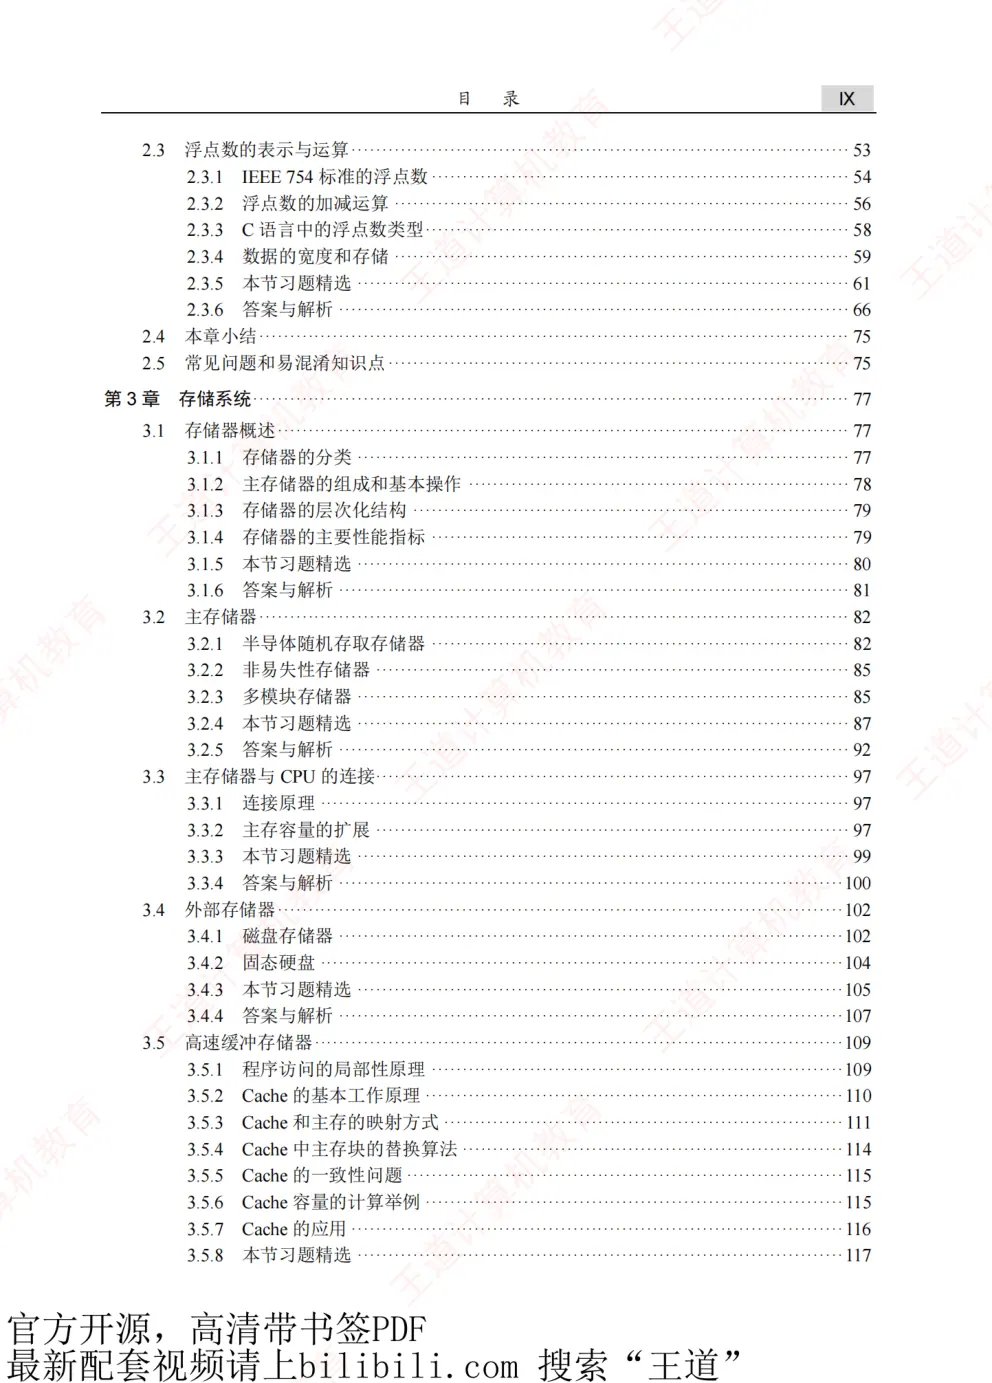 目 录 IX
2.3 浮点数的表示与运算 53
2.3.1 IEEE 754 标准的浮点数 54
2.3.2 浮点数的加减运算 56
2.3.3 C 语言中的浮点数类型 58
2.3.4 数据的宽度和存储 59
2.3.5 本节习题精选 61
2.3.6 答案与解析 66
2.4 本章小结 75
2.5 常见问题和易混淆知识点 75
第 3 章 存储系统 77
3.1 存储器概述 77
3.1.1 存储器的分类 77
3.1.2 主存储器的组成和基本操作 78
3.1.3 存储器的层次化结构 79
3.1.4 存储器的主要性能指标 79
3.1.5 本节习题精选 80
3.1.6 答案与解析 81
3.2 主存储器 82
3.2.1 半导体随机存取存储器 82
3.2.2 非易失性存储器 85
3.2.3 多模块存储器 85
3.2.4 本节习题精选 87
3.2.5 答案与解析 92
3.3 主存储器与 CPU 的连接 97
3.3.1 连接原理 97
3.3.2 主存容量的扩展 97
3.3.3 本节习题精选 99
3.3.4 答案与解析 100
3.4 外部存储器 102
3.4.1 磁盘存储器 102
3.4.2 固态硬盘 104
3.4.3 本节习题精选 105
3.4.4 答案与解析 107
3.5 高速缓冲存储器 109
3.5.1 程序访问的局部性原理 109
3.5.2 Cache 的基本工作原理 110
3.5.3 Cache 和主存的映射方式 111
3.5.4 Cache 中主存块的替换算法 114
3.5.5 Cache 的一致性问题 115
3.5.6 Cache 容量的计算举例 115
3.5.7 Cache 的应用 116
3.5.8 本节习题精选 117
王道计算机教育
官方开源，高清带书签PDF
最新配套视频请上bilibili.com 搜索“王道”